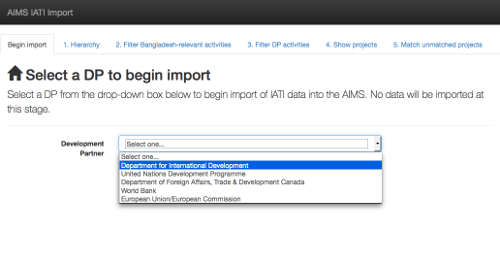 AIMS IATI Import
Begin import 1. Hierarchy 2. Filter Bangladesh-relevant activities 3. Filter DP activities 4. Show projects 5. Match unmatched projects
Select a DP to begin import
Select a DP from the drop-down box below to begin import of IATI data into the AIMS. No data will be imported at
this stage.
Development Select one...
Partner
Select one...
Department for International Development
United Nations Development Programme
Department of Foreign Affairs, Trade & Development Canada
World Bank
European Union/European Commission